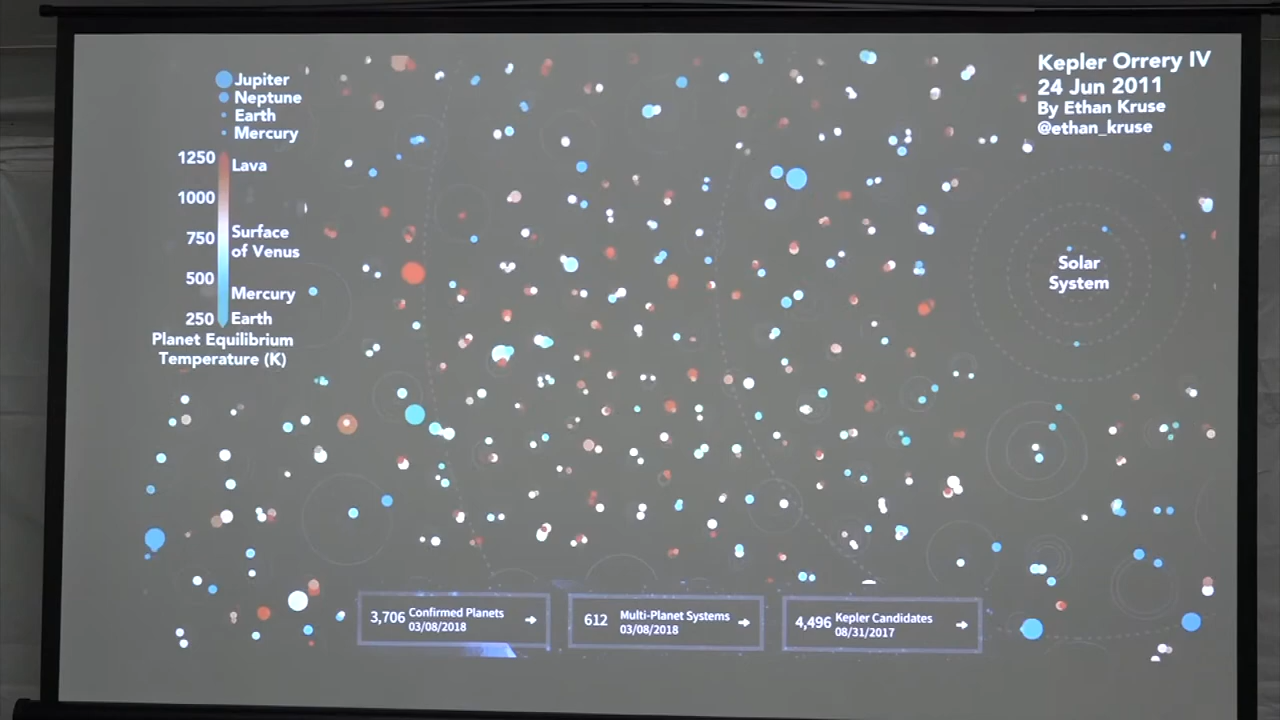 Jupiter
Neptune
Earth
Mercury
1250
Lava
1000
750
Surface
of Venus
500
Mercury
250
Earth
Planet Equilibrium
Temperature (K)
Kepler Orrery IV
24 Jun 2011
By Ethan Kruse
@ethan_kruse
Solar
System
3,706 Confirmed Planets
03/08/2018
612 Multi-Planet Systems
03/08/2018
4,496 Kepler Candidates
08/31/2017